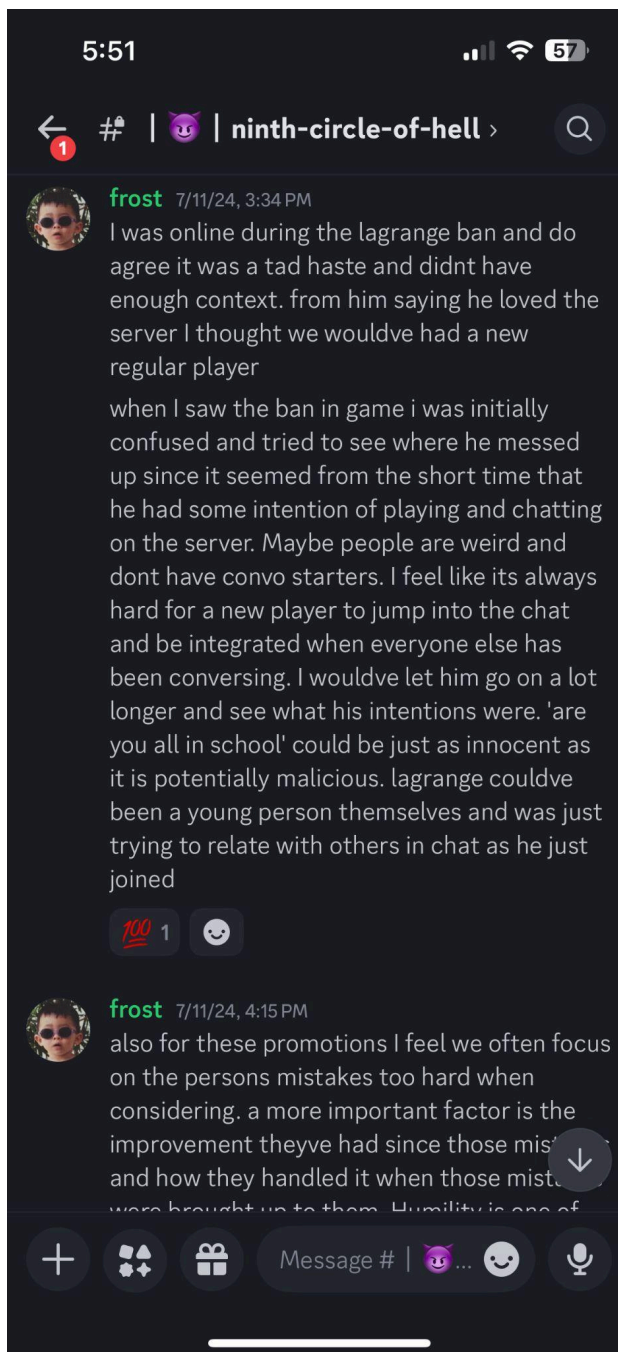 5:51
57
1
# | 😈 | ninth-circle-of-hell ›
frost 7/11/24, 3:34 PM
I was online during the lagrange ban and do
agree it was a tad haste and didnt have
enough context. from him saying he loved the
server I thought we wouldve had a new
regular player
when I saw the ban in game i was initially
confused and tried to see where he messed
up since it seemed from the short time that
he had some intention of playing and chatting
on the server. Maybe people are weird and
dont have convo starters. I feel like its always
hard for a new player to jump into the chat
and be integrated when everyone else has
been conversing. I wouldve let him go on a lot
longer and see what his intentions were. 'are
you all in school' could be just as innocent as
it is potentially malicious. lagrange couldve
been a young person themselves and was just
trying to relate with others in chat as he just
joined
💯 1
frost 7/11/24, 4:15 PM
also for these promotions I feel we often focus
on the persons mistakes too hard when
considering. a more important factor is the
improvement theyve had since those
and how they handled it when those
were brought up to them. Humility is one of
Message # | 😈...